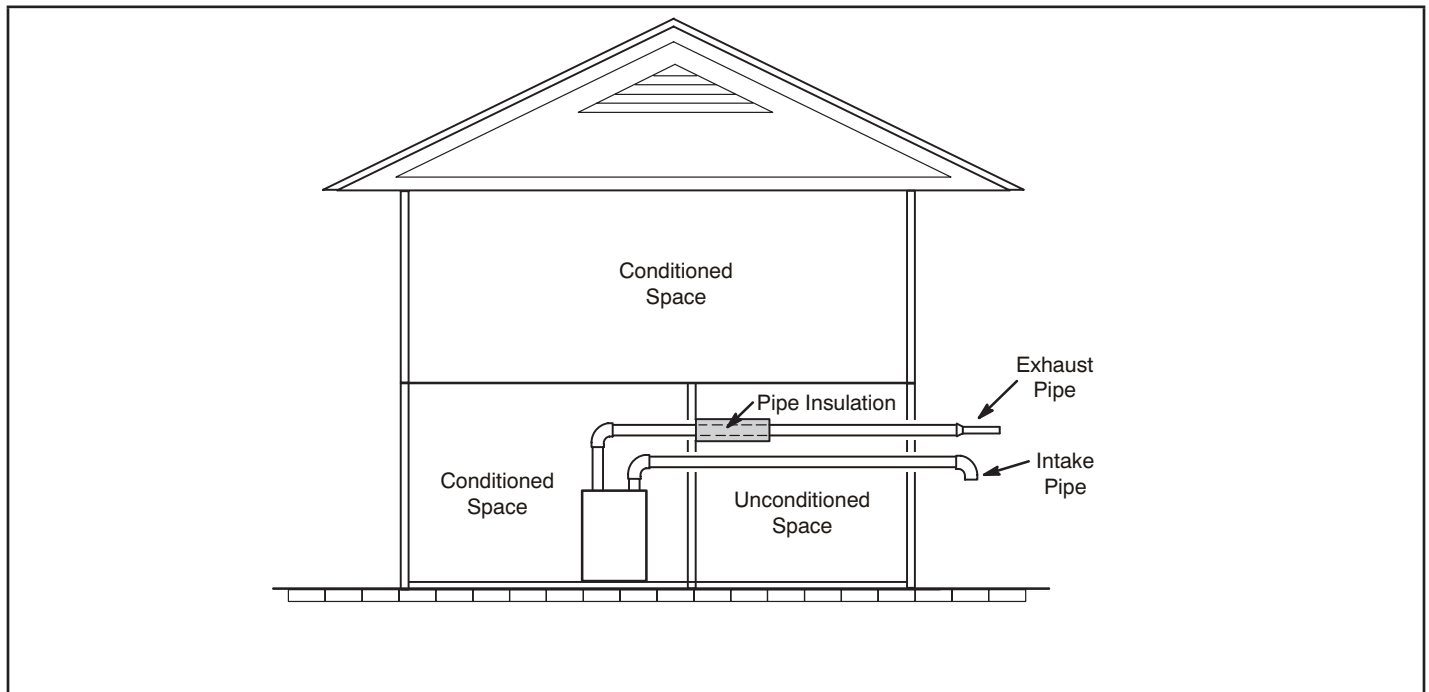 Conditioned
Space
Exhaust
Pipe
Pipe Insulation
Intake
Pipe
Conditioned
Space
Unconditioned
Space